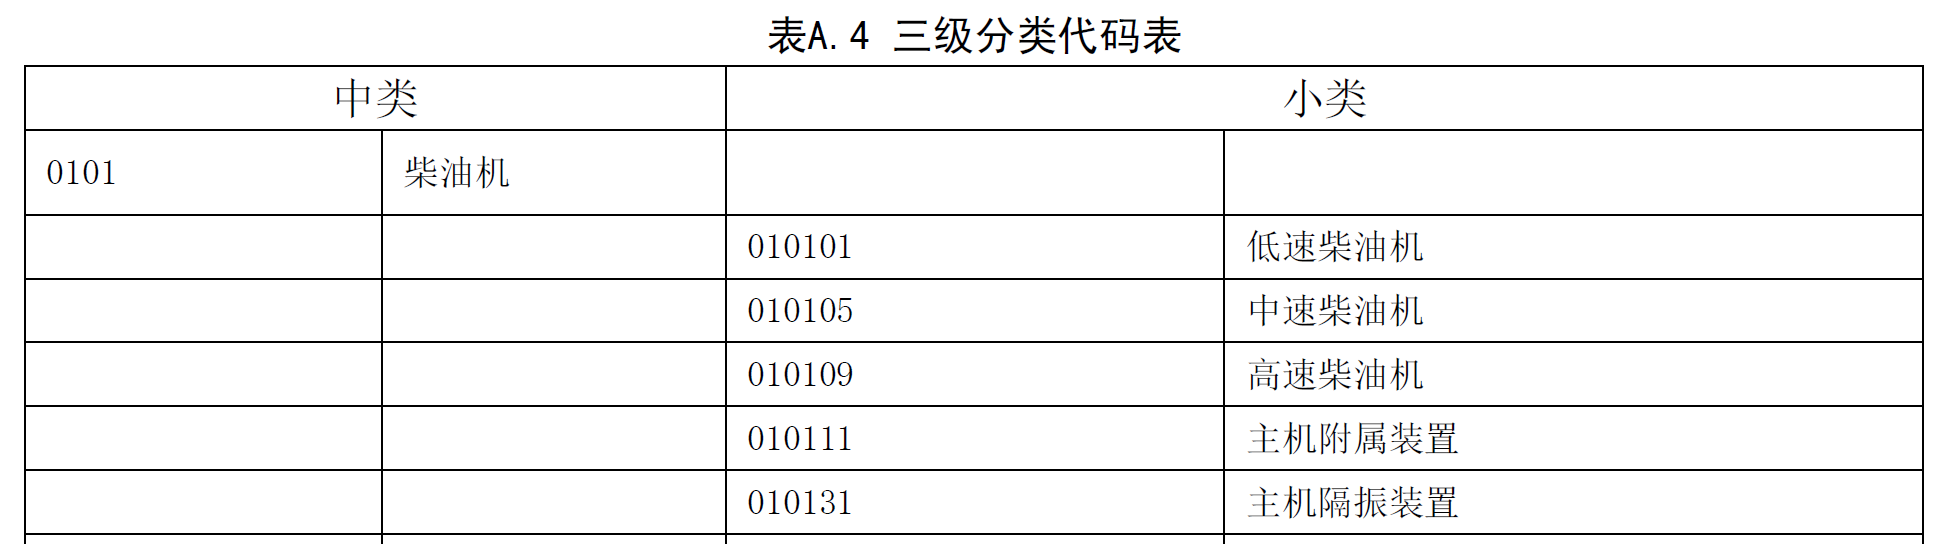 表A.4 三级分类代码表
中类 小类
0101 柴油机
010101 低速柴油机
010105 中速柴油机
010109 高速柴油机
010111 主机附属装置
010131 主机隔振装置